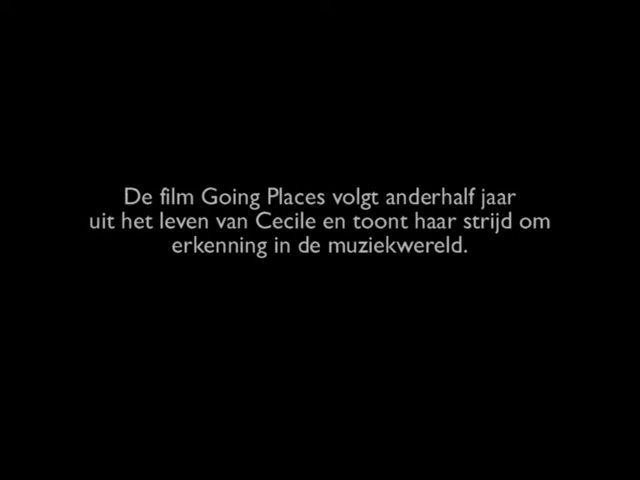 De film Going Places volgt anderhalf jaar
uit het leven van Cecile en toont haar strijd om
erkenning in de muziekwereld.